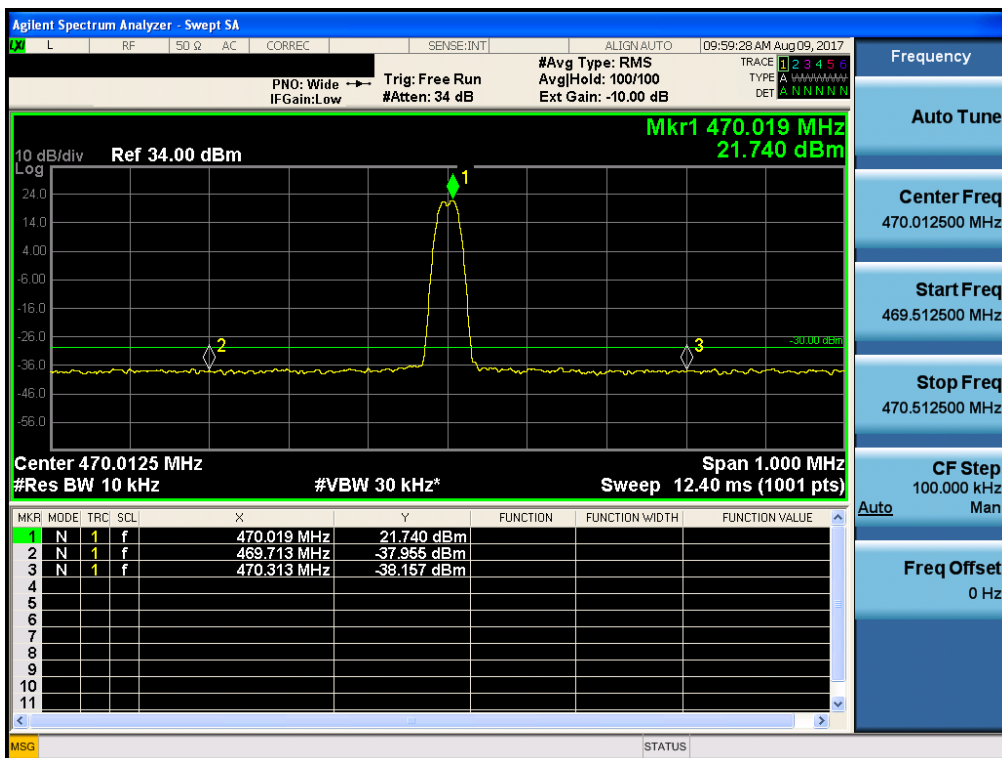 Agilent Spectrum Analyzer - Swept SA
LXI L RF 50 Ω AC CORREC SENSE:INT ALIGN AUTO 09:59:28 AM Aug 09, 2017
PNO: Wide
IFGain:Low
Trig: Free Run
#Atten: 34 dB
#Avg Type: RMS
Avg|Hold: 100/100
Ext Gain: -10.00 dB
TRACE 1 2 3 4 5 6
TYPE A WWWWW
DET A N N N N N
Mkr1 470.019 MHz
21.740 dBm
10 dB/div Ref 34.00 dBm
Log
24.0
14.0
4.00
-6.00
-16.0
-26.0
-36.0
-46.0
-56.0
1
2
3
-30.00 dBm
Center 470.0125 MHz Span 1.000 MHz
#Res BW 10 kHz #VBW 30 kHz* Sweep 12.40 ms (1001 pts)
MKR MODE TRC SCL X Y FUNCTION FUNCTION WIDTH FUNCTION VALUE
1 N 1 f 470.019 MHz 21.740 dBm
2 N 1 f 469.713 MHz -37.955 dBm
3 N 1 f 470.313 MHz -38.157 dBm
4
5
6
7
8
9
10
11
MSG STATUS
Frequency
Auto Tune
Center Freq
470.012500 MHz
Start Freq
469.512500 MHz
Stop Freq
470.512500 MHz
CF Step
100.000 kHz
Auto Man
Freq Offset
0 Hz